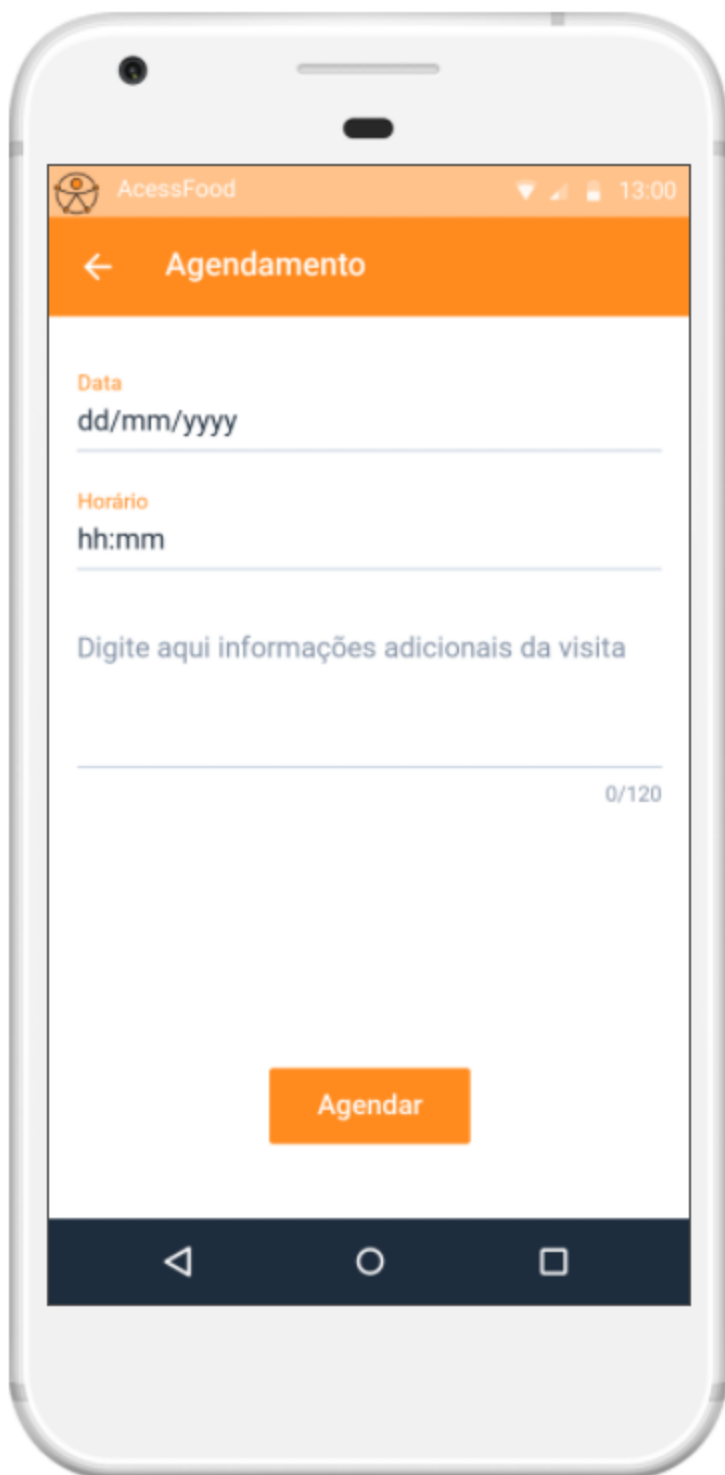 AcessFood 13:00
Agendamento
Data
dd/mm/yyyy
Horário
hh:mm
Digite aqui informações adicionais da visita
0/120
Agendar